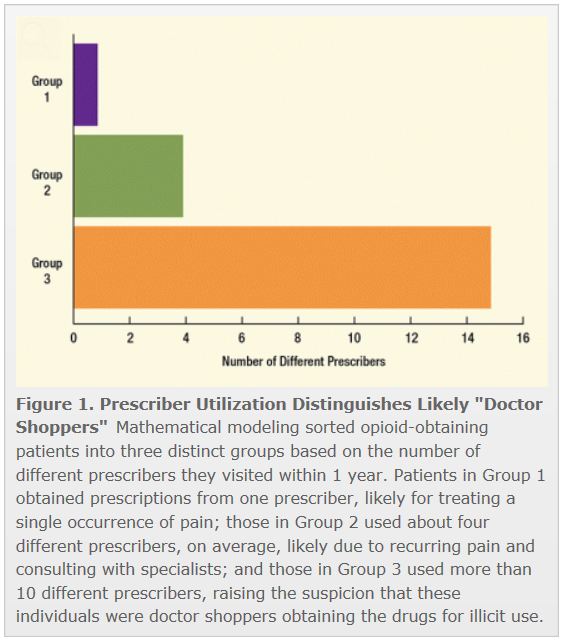 Group
1
Group
2
Group
3
0 2 4 6 8 10 12 14 16
Number of Different Prescribers
Figure 1. Prescriber Utilization Distinguishes Likely "Doctor
Shoppers" Mathematical modeling sorted opioid-obtaining
patients into three distinct groups based on the number of
different prescribers they visited within 1 year. Patients in Group 1
obtained prescriptions from one prescriber, likely for treating a
single occurrence of pain; those in Group 2 used about four
different prescribers, on average, likely due to recurring pain and
consulting with specialists; and those in Group 3 used more than
10 different prescribers, raising the suspicion that these
individuals were doctor shoppers obtaining the drugs for illicit use.